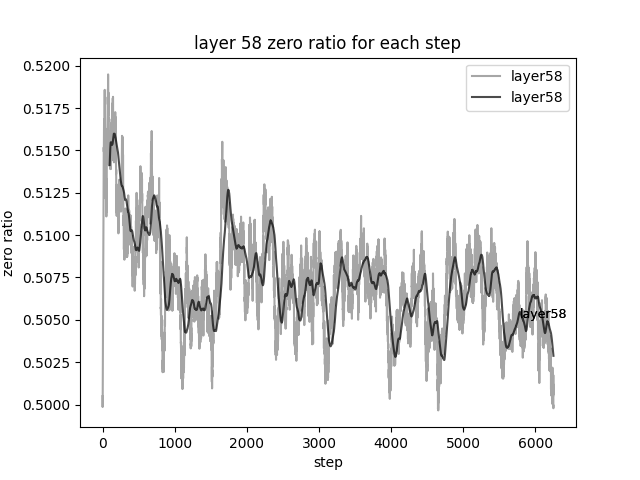 layer 58 zero ratio for each step
layer58
layer58
0.5200
0.5175
0.5150
0.5125
0.5100
0.5075
0.5050
0.5025
0.5000
zero ratio
layer58
0 1000 2000 3000 4000 5000 6000
step